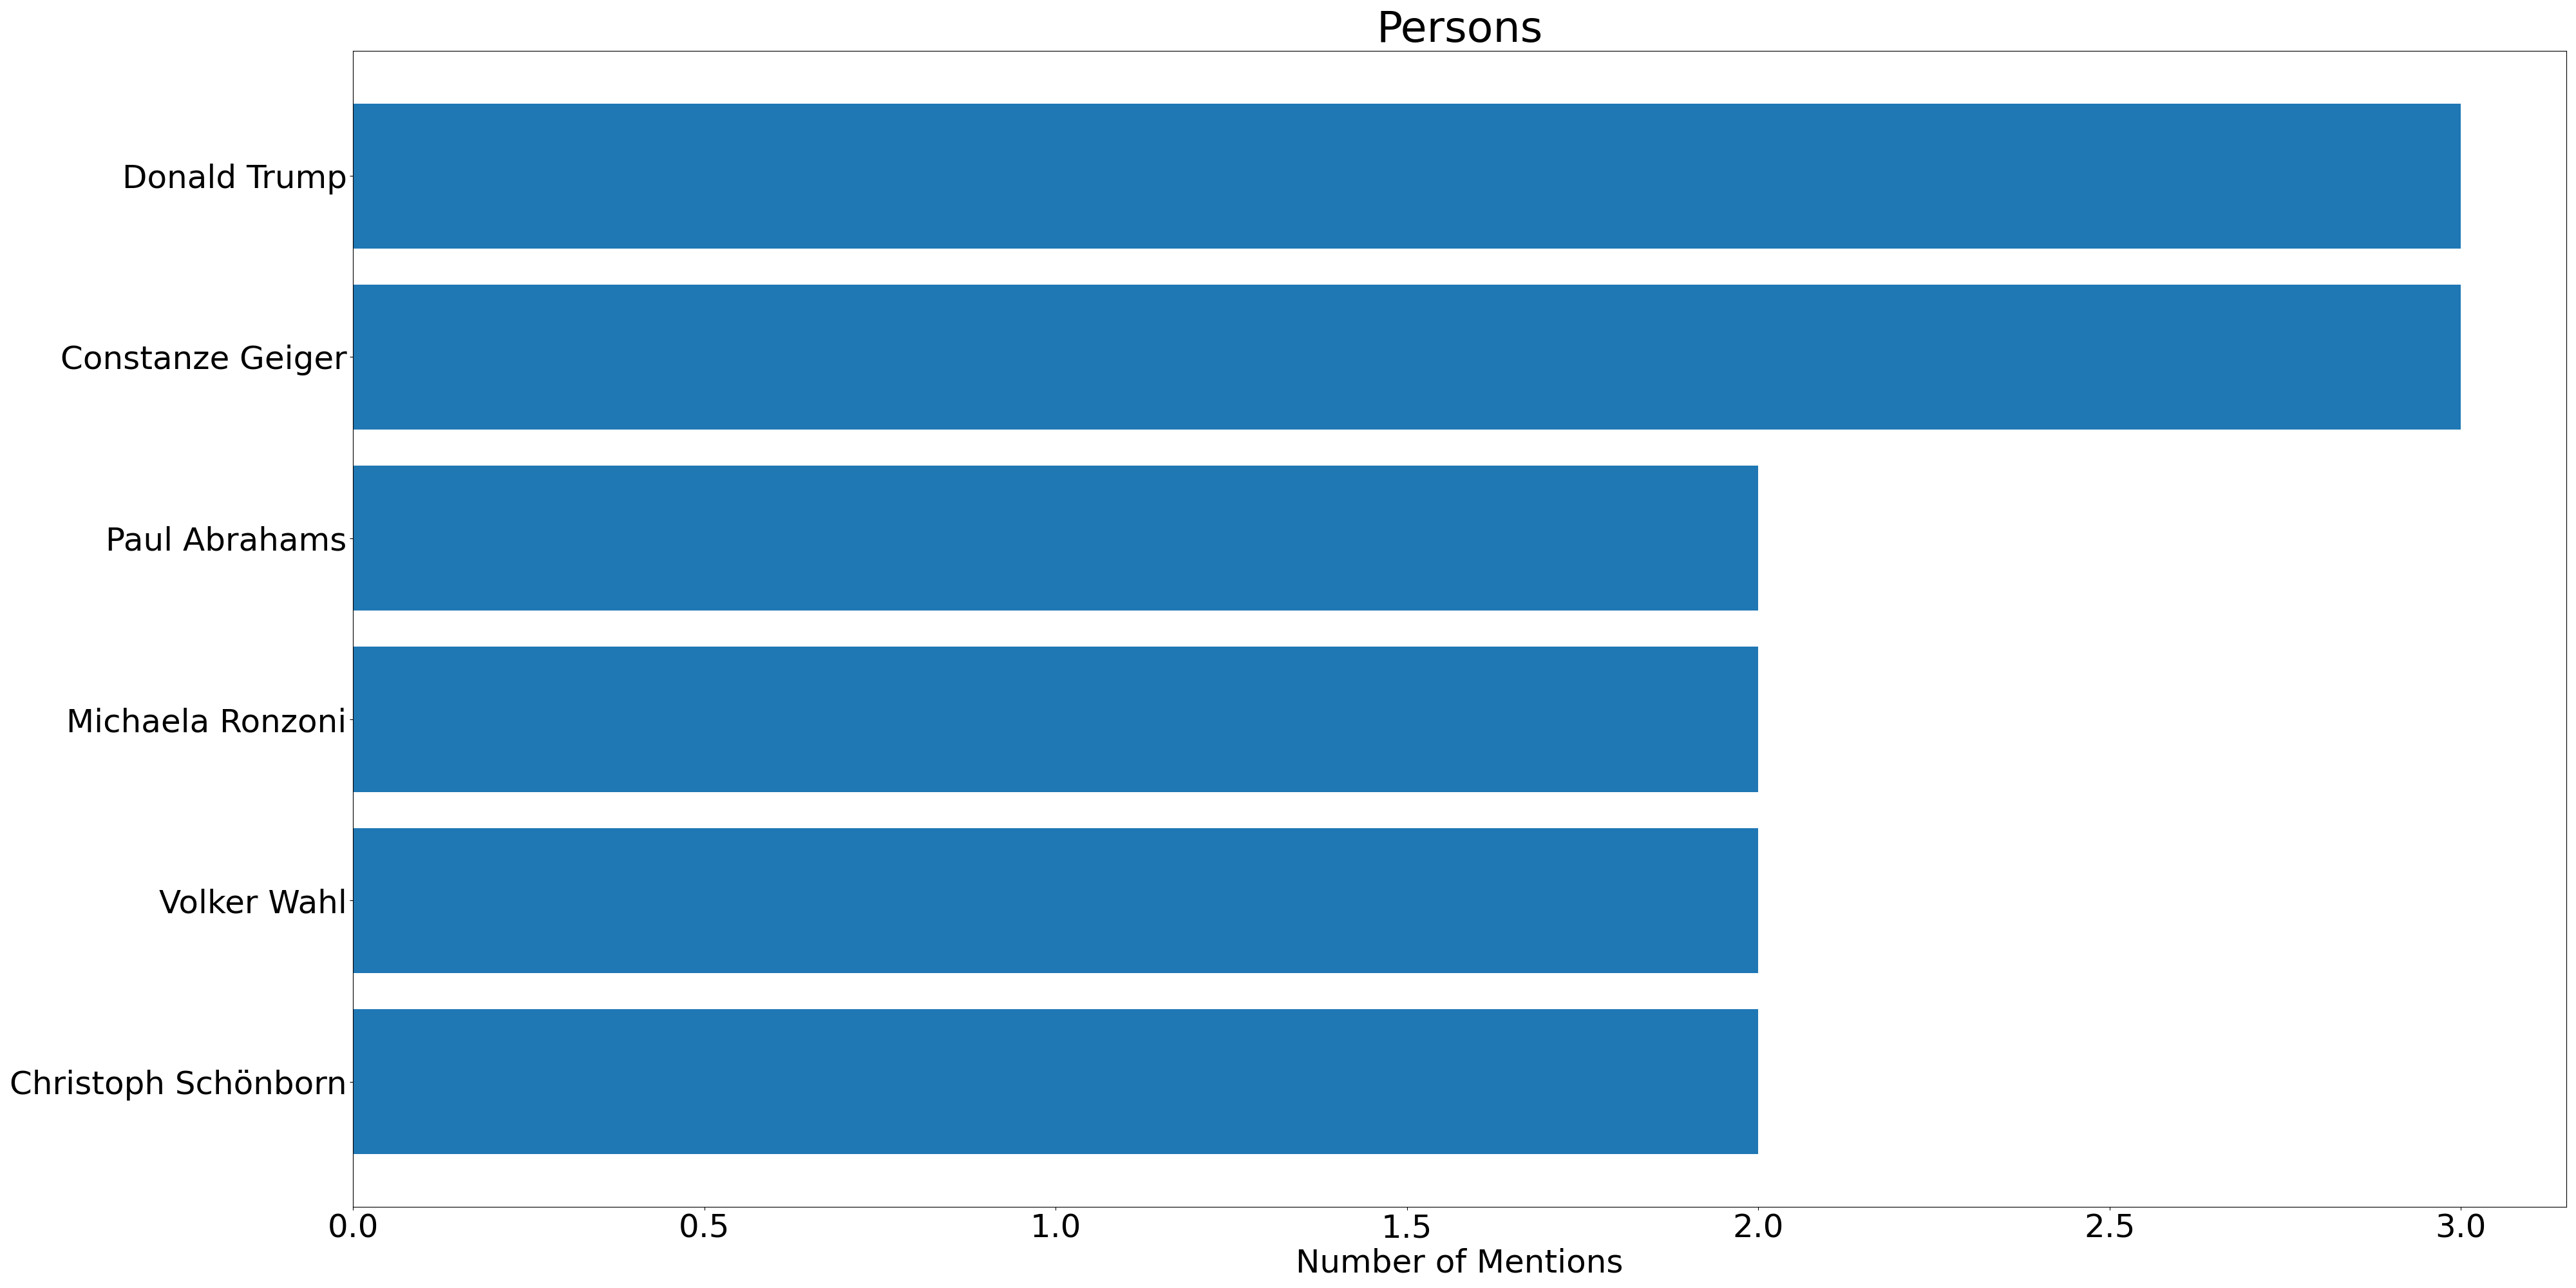 Persons
Donald Trump
Constanze Geiger
Paul Abrahams
Michaela Ronzoni
Volker Wahl
Christoph Schönborn
0.0 0.5 1.0 1.5 2.0 2.5 3.0
Number of Mentions